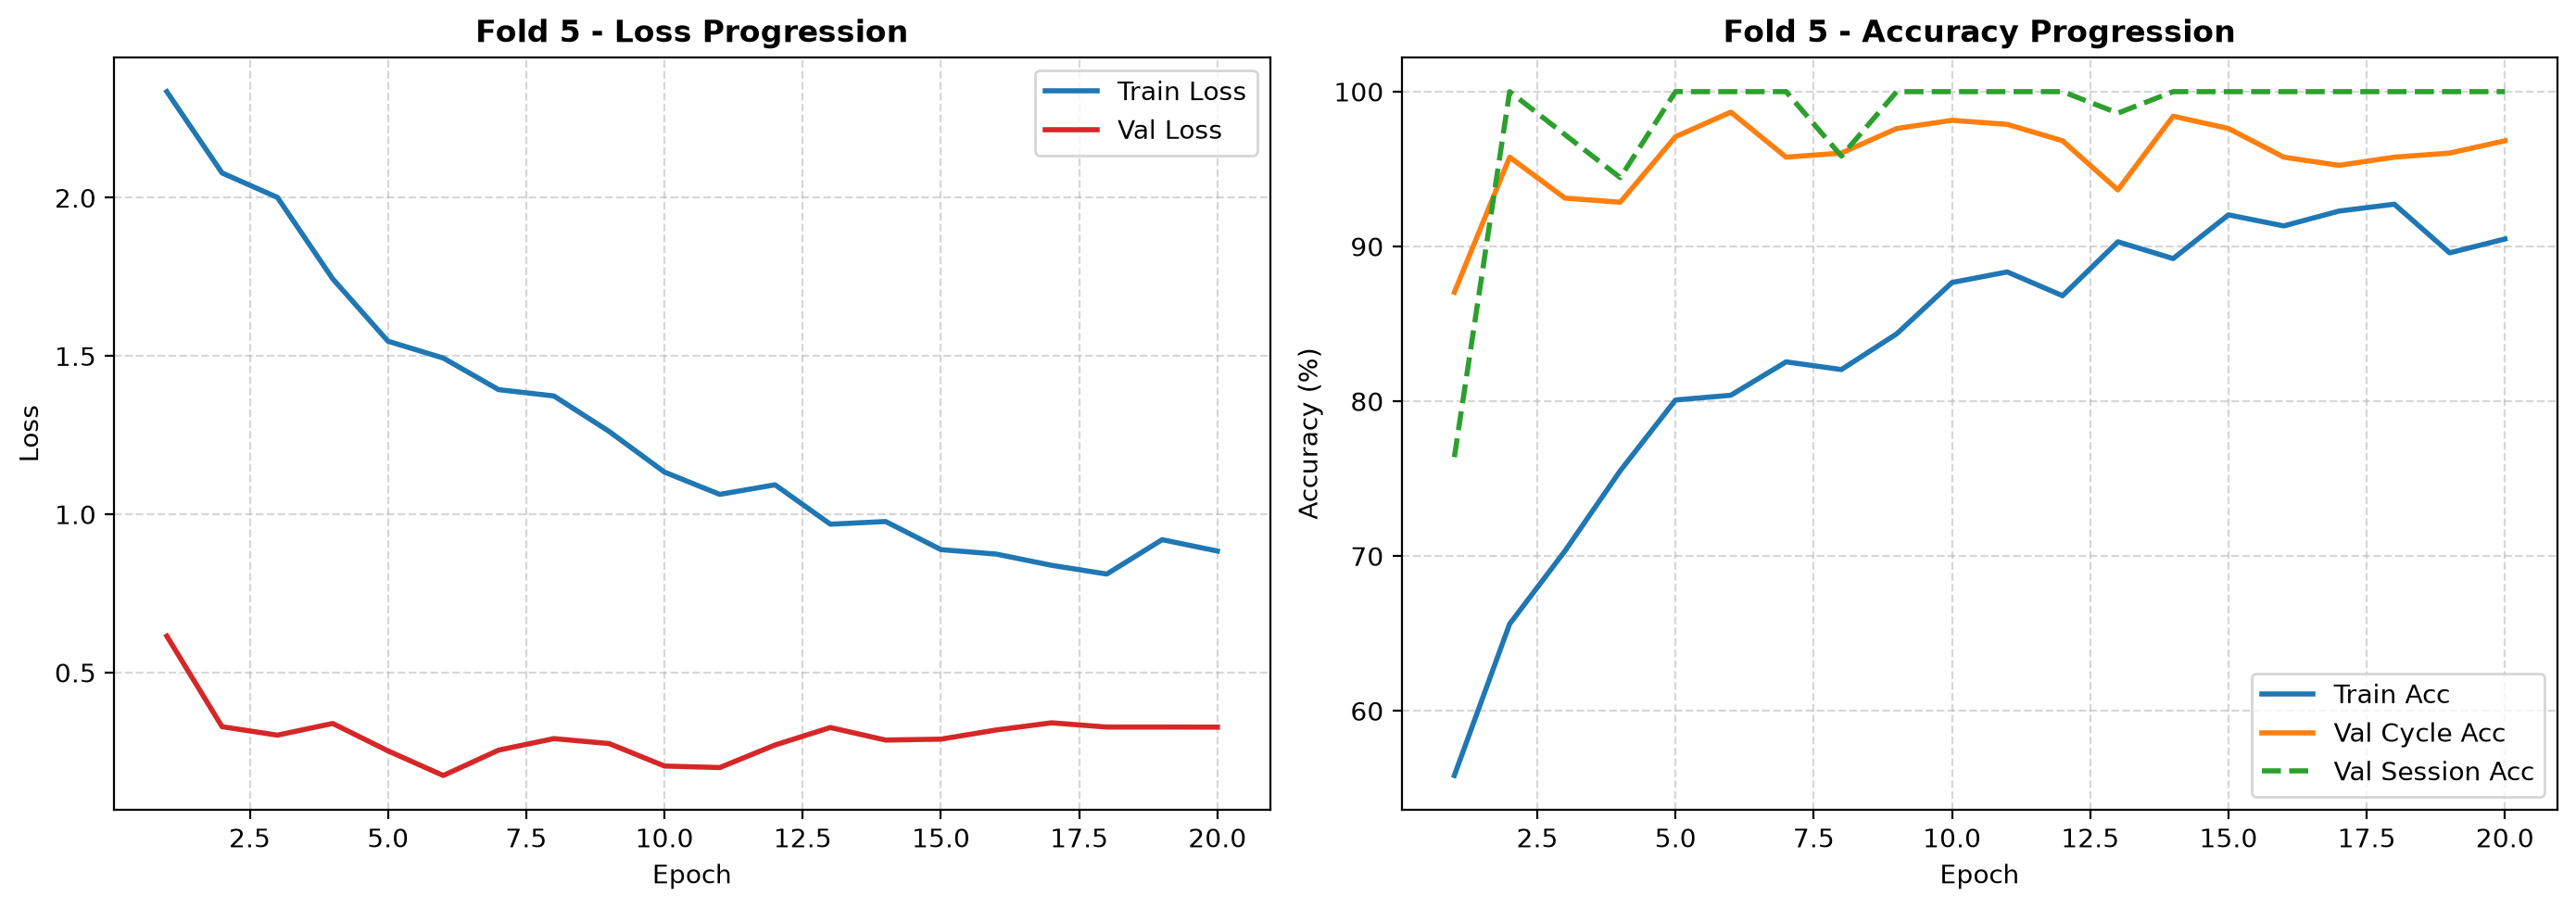 Fold 5 - Loss Progression
Train Loss
Val Loss
2.0
1.5
1.0
0.5
Loss
2.5 5.0 7.5 10.0 12.5 15.0 17.5 20.0
Epoch
Fold 5 - Accuracy Progression
100
90
80
70
60
Accuracy (%)
Train Acc
Val Cycle Acc
Val Session Acc
2.5 5.0 7.5 10.0 12.5 15.0 17.5 20.0
Epoch